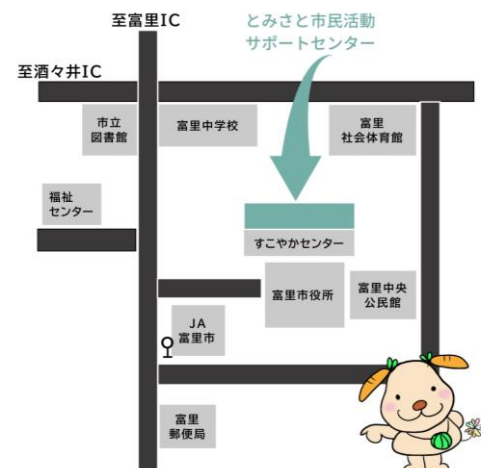 至富里IC
とみさと市民活動
サポートセンター
至酒々井IC
市立
図書館
富里中学校
富里
社会体育館
福祉
センター
すこやかセンター
富里市役所
富里中央
公民館
JA
富里市
富里
郵便局